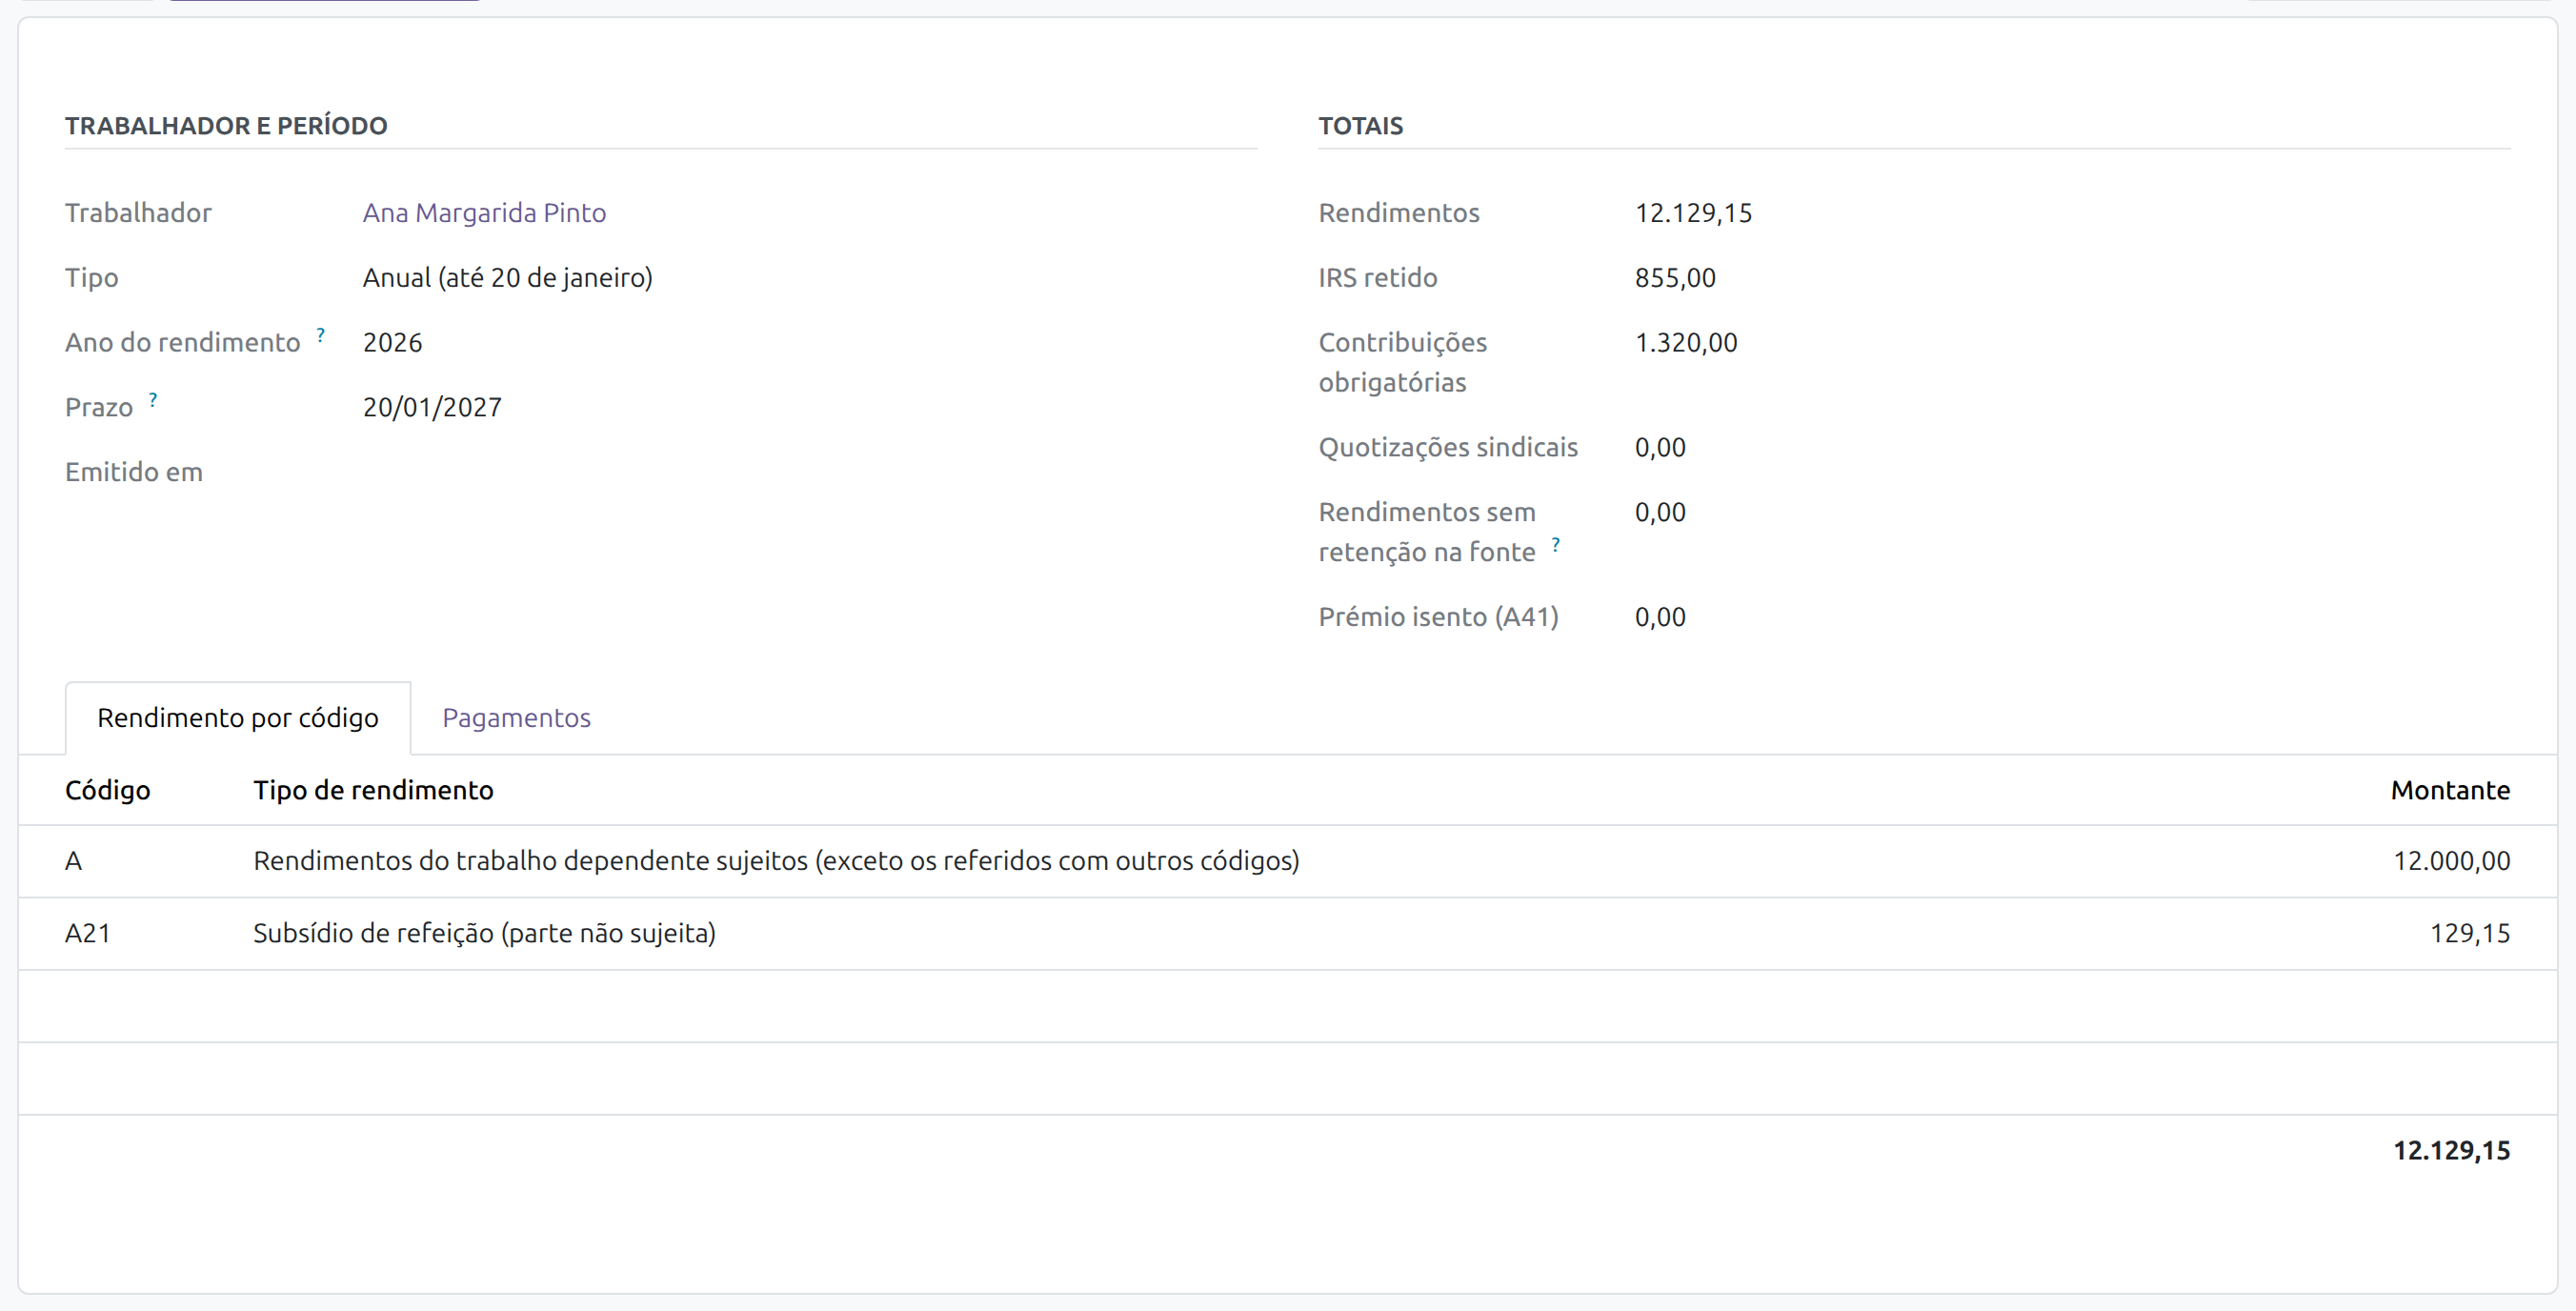 TRABALHADOR E PERÍODO
Trabalhador Ana Margarida Pinto
Tipo Anual (até 20 de janeiro)
Ano do rendimento ? 2026
Prazo ? 20/01/2027
Emitido em
TOTAIS
Rendimentos 12.129,15
IRS retido 855,00
Contribuições 1.320,00
obrigatórias
Quotizações sindicais 0,00
Rendimentos sem 0,00
retenção na fonte ?
Prémio isento (A41) 0,00
Rendimento por código Pagamentos
Código Tipo de rendimento Montante
A Rendimentos do trabalho dependente sujeitos (exceto os referidos com outros códigos) 12.000,00
A21 Subsídio de refeição (parte não sujeita) 129,15
12.129,15